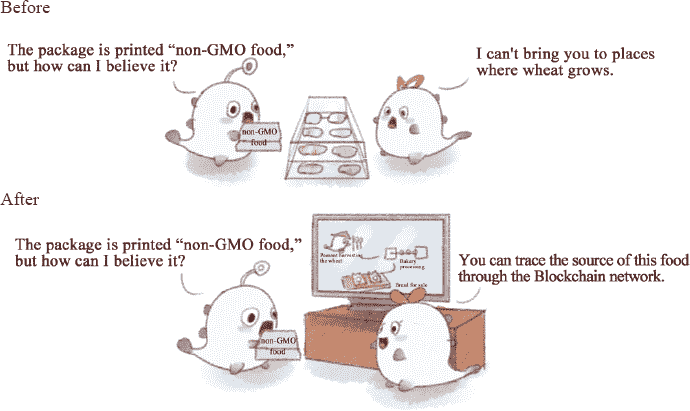 Before
The package is printed “non-GMO food,”
but how can I believe it?
I can't bring you to places
where wheat grows.
non-GMO
food
After
The package is printed “non-GMO food,”
but how can I believe it?
Peasant harvesting
the wheat
Bakery
processing
Bread for sale
You can trace the source of this food
through the Blockchain network.
non-GMO
food